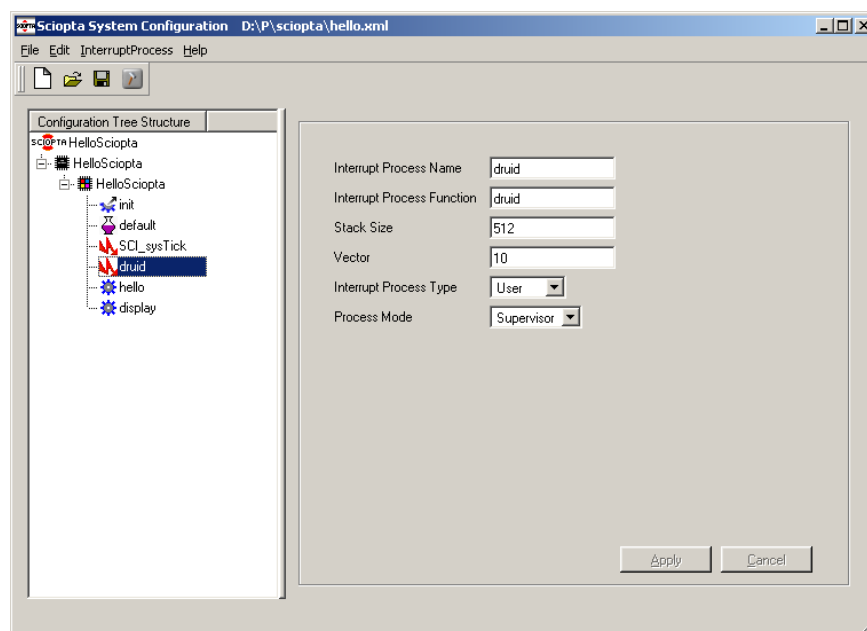 Sciopta System Configuration D:\P\sciopta\hello.xml
File Edit InterruptProcess Help
Configuration Tree Structure
SCIOPTA HelloSciopta
HelloSciopta
HelloSciopta
init
default
SCI_sysTick
druid
hello
display
Interrupt Process Name druid
Interrupt Process Function druid
Stack Size 512
Vector 10
Interrupt Process Type User
Process Mode Supervisor
Apply Cancel